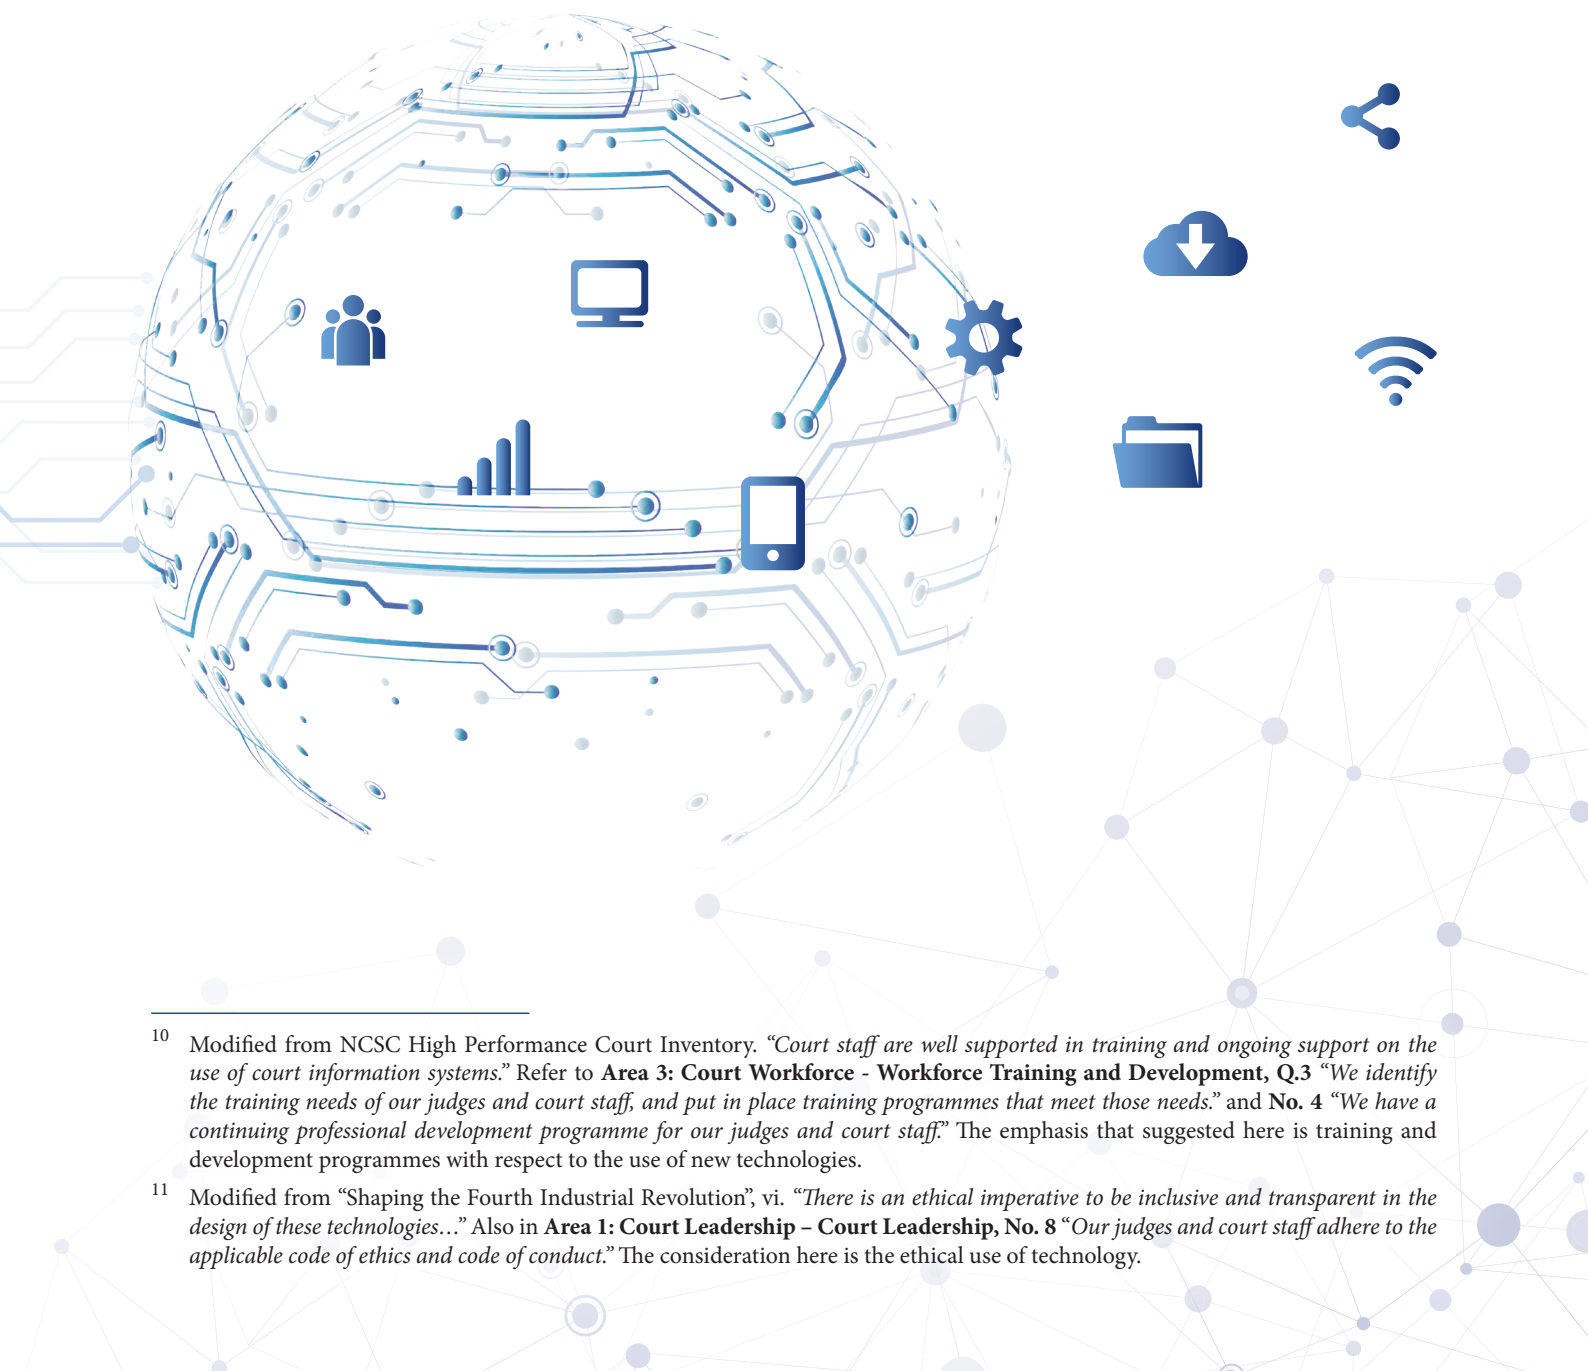 10 Modified from NCSC High Performance Court Inventory. “Court staff are well supported in training and ongoing support on the
use of court information systems.” Refer to Area 3: Court Workforce - Workforce Training and Development, Q.3 “We identify
the training needs of our judges and court staff, and put in place training programmes that meet those needs.” and No. 4 “We have a
continuing professional development programme for our judges and court staff.” The emphasis that suggested here is training and
development programmes with respect to the use of new technologies.
11 Modified from “Shaping the Fourth Industrial Revolution”, vi. “There is an ethical imperative to be inclusive and transparent in the
design of these technologies…” Also in Area 1: Court Leadership – Court Leadership, No. 8 “Our judges and court staff adhere to the
applicable code of ethics and code of conduct.” The consideration here is the ethical use of technology.